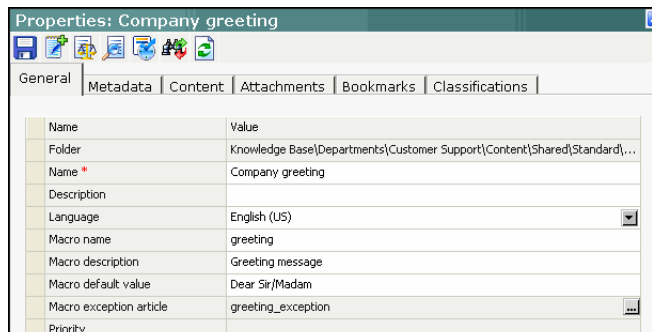 Properties: Company greeting
General Metadata Content Attachments Bookmarks Classifications
Name Value
Folder Knowledge Base\Departments\Customer Support\Content\Shared\Standard\...
Name * Company greeting
Description
Language English (US)
Macro name greeting
Macro description Greeting message
Macro default value Dear Sir/Madam
Macro exception article greeting_exception ...
Priority